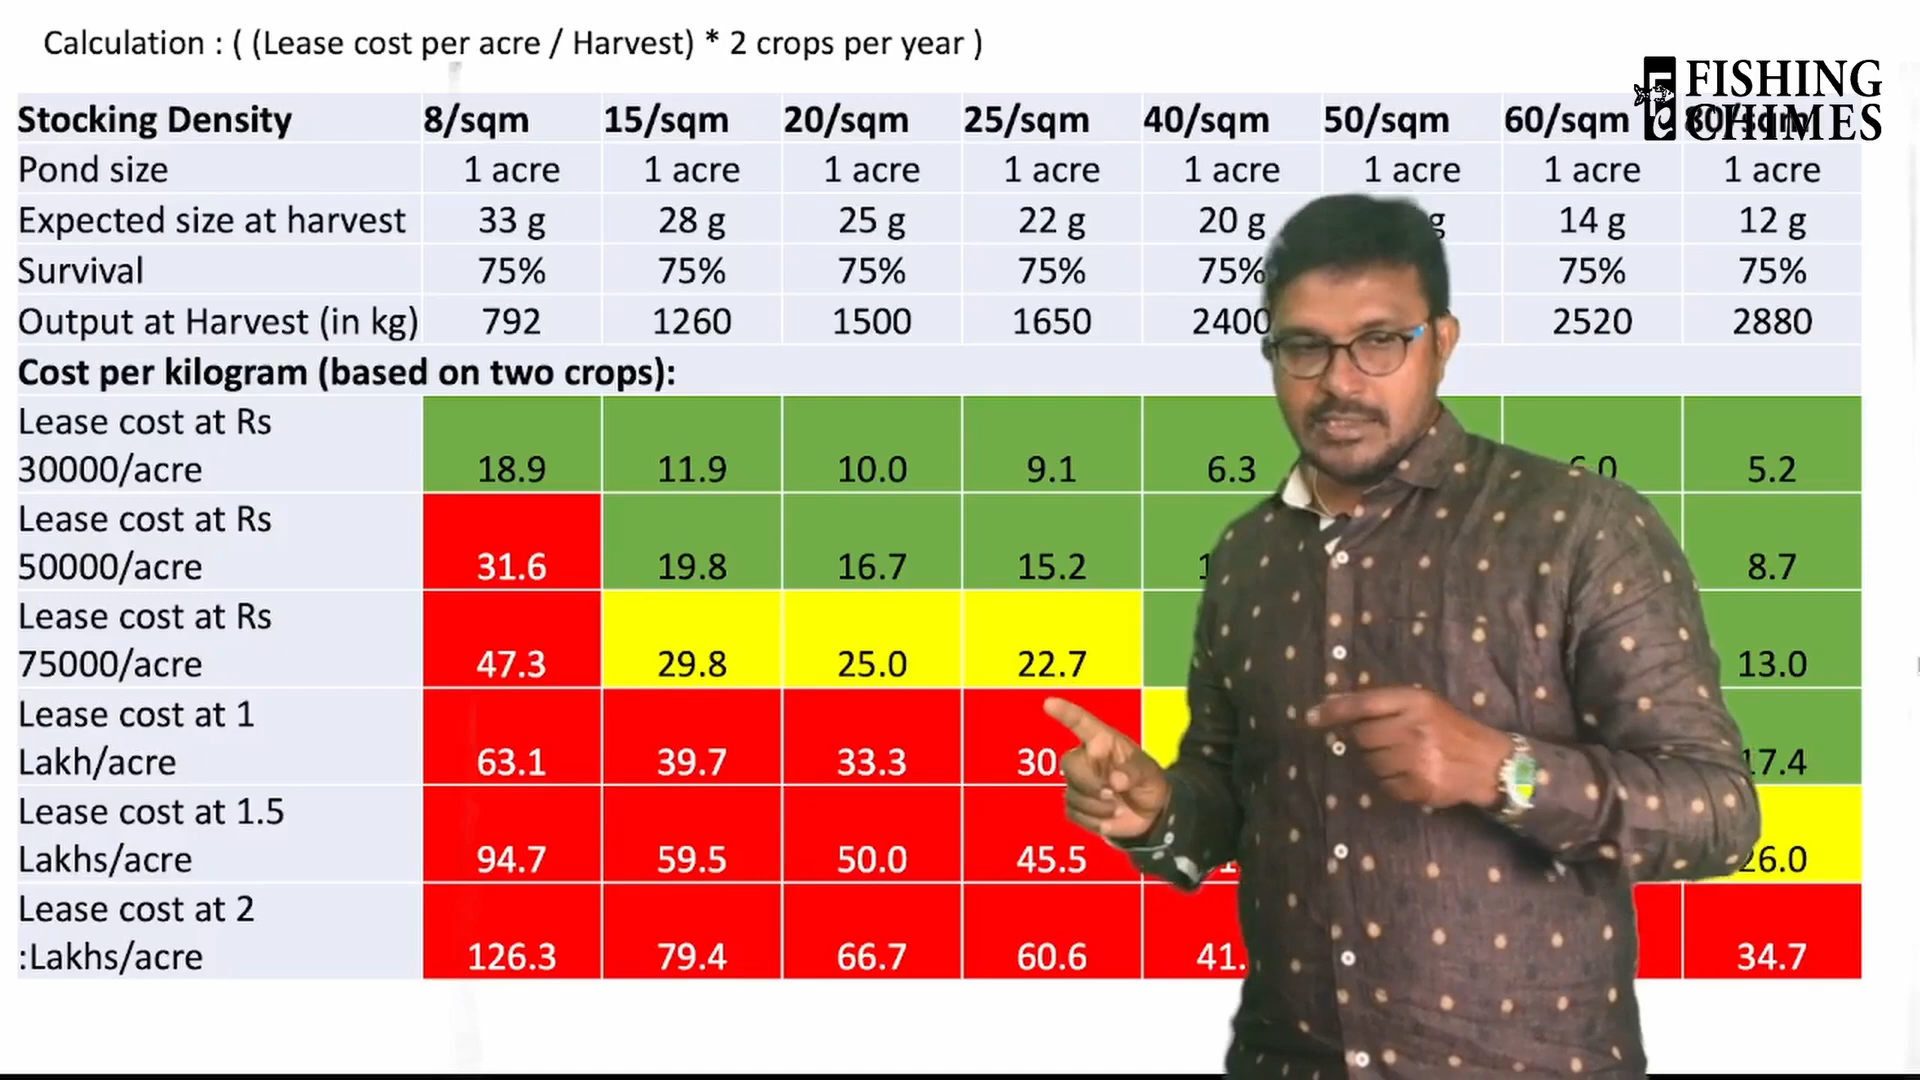 Calculation : ( (Lease cost per acre / Harvest) * 2 crops per year )
FISHING
CHIMES
Stocking Density 8/sqm 15/sqm 20/sqm 25/sqm 40/sqm 50/sqm 60/sqm 80/sqm
Pond size 1 acre 1 acre 1 acre 1 acre 1 acre 1 acre 1 acre 1 acre
Expected size at harvest 33 g 28 g 25 g 22 g 20 g g 14 g 12 g
Survival 75% 75% 75% 75% 75% 75% 75%
Output at Harvest (in kg) 792 1260 1500 1650 2400 2520 2880
Cost per kilogram (based on two crops):
Lease cost at Rs
30000/acre 18.9 11.9 10.0 9.1 6.3 5.2
Lease cost at Rs
50000/acre 31.6 19.8 16.7 15.2 8.7
Lease cost at Rs
75000/acre 47.3 29.8 25.0 22.7 13.0
Lease cost at 1
Lakh/acre 63.1 39.7 33.3 30. 17.4
Lease cost at 1.5
Lakhs/acre 94.7 59.5 50.0 45.5 26.0
Lease cost at 2
:Lakhs/acre 126.3 79.4 66.7 60.6 41. 34.7